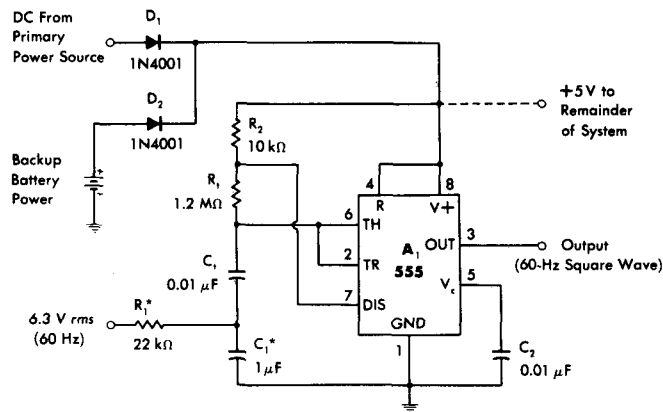 DC From
Primary
Power Source
D₁
1N4001
D₂
1N4001
Backup
Battery
Power
+
-
+5V to
Remainder
of System
R₂
10 kΩ
R₁
1.2 MΩ
4
R
8
V+
6
TH
2
TR
A₁
555
OUT
3
Output
(60-Hz Square Wave)
5
Vc
7
DIS
GND
1
C₁
0.01 μF
6.3 V rms
(60 Hz)
R₁*
22 kΩ
C₁*
1μF
C₂
0.01 μF